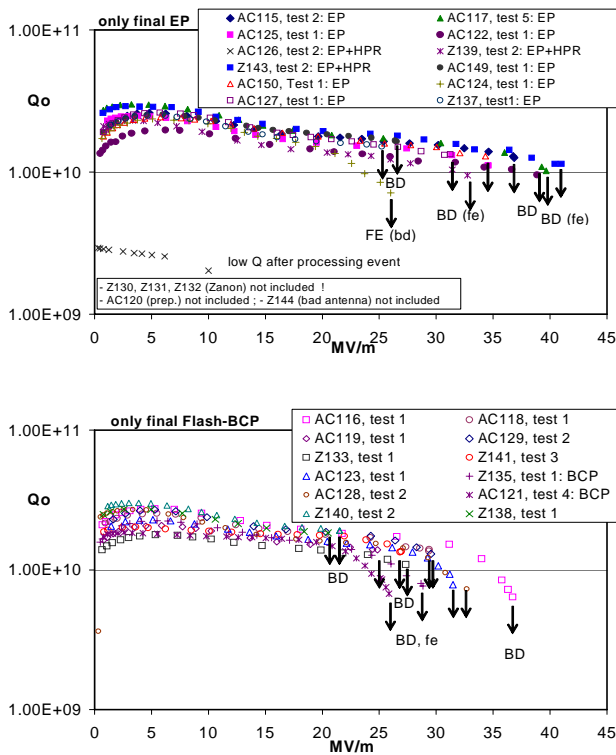 only final EP
AC115, test 2: EP
AC117, test 5: EP
AC125, test 1: EP
AC122, test 1: EP
AC126, test 2: EP+HPR
Z139, test 2: EP+HPR
Z143, test 2: EP+HPR
AC149, test 1: EP
AC150, Test 1: EP
AC124, test 1: EP
AC127, test 1: EP
Z137, test1: EP
1.00E+11
Qo
1.00E+10
BD
BD (fe)
BD
BD (fe)
FE (bd)
low Q after processing event
- Z130, Z131, Z132 (Zanon) not included !
- AC120 (prep.) not included ; - Z144 (bad antenna) not included
1.00E+09
0 5 10 15 20 25 30 35 40 45
MV/m
only final Flash-BCP
AC116, test 1
AC118, test 1
AC119, test 1
AC129, test 2
Z133, test 1
Z141, test 3
AC123, test 1
Z135, test 1: BCP
AC128, test 2
AC121, test 4: BCP
Z140, test 2
Z138, test 1
1.00E+11
Qo
1.00E+10
BD
BD
BD, fe
BD
1.00E+09
0 5 10 15 20 25 30 35 40 45
MV/m